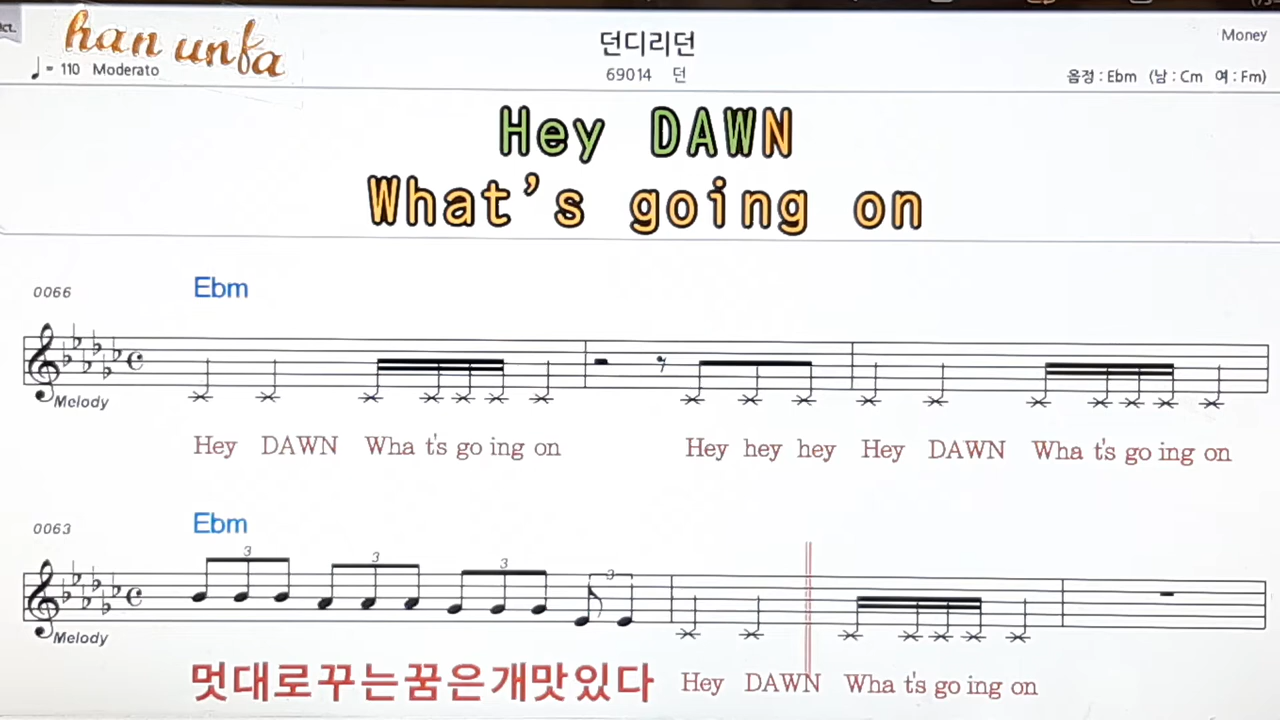 han unfa
던디리던
Money
♩= 110 Moderato
69014 던
음정 : Ebm (남 : Cm 여 : Fm)
Hey DAWN
What's going on
0066
Ebm
Melody
Hey DAWN Wha t's go ing on Hey hey hey Hey DAWN Wha t's go ing on
0063
Ebm
3 3 3 3
Melody
멋대로꾸는꿈은개맛있다 Hey DAWN Wha t's go ing on